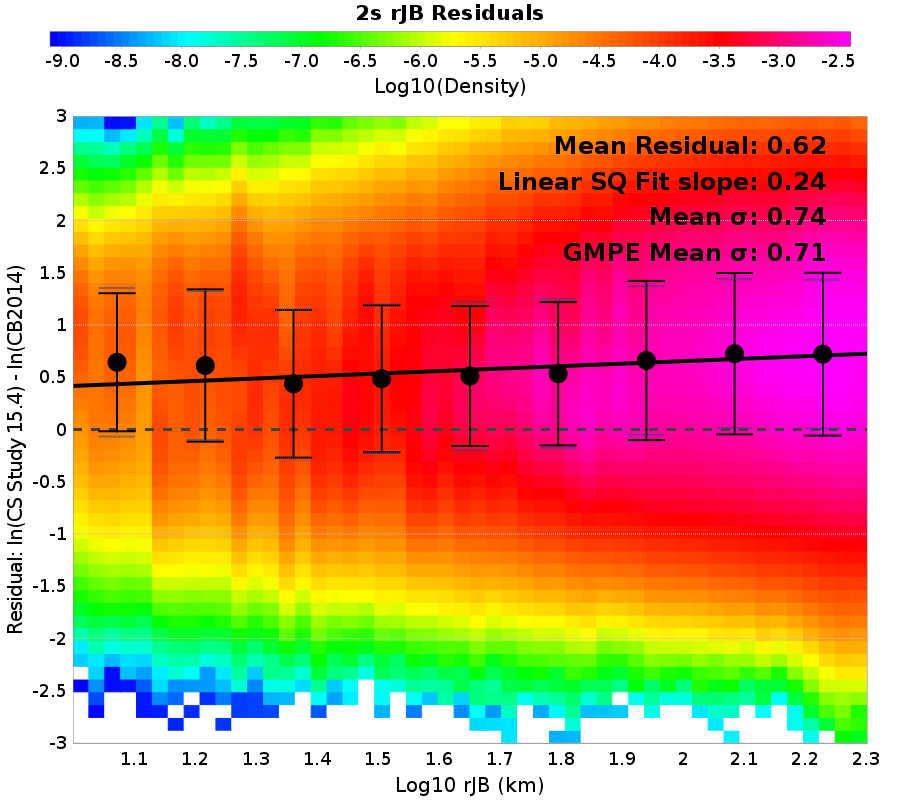 2s rJB Residuals
-9.0 -8.5 -8.0 -7.5 -7.0 -6.5 -6.0 -5.5 -5.0 -4.5 -4.0 -3.5 -3.0 -2.5
Log10(Density)
Mean Residual: 0.62
Linear SQ Fit slope: 0.24
Mean σ: 0.74
GMPE Mean σ: 0.71
Residual: ln(CS Study 15.4) - ln(CB2014)
3
2.5
2
1.5
1
0.5
0
-0.5
-1
-1.5
-2
-2.5
-3
1.1 1.2 1.3 1.4 1.5 1.6 1.7 1.8 1.9 2 2.1 2.2 2.3
Log10 rJB (km)